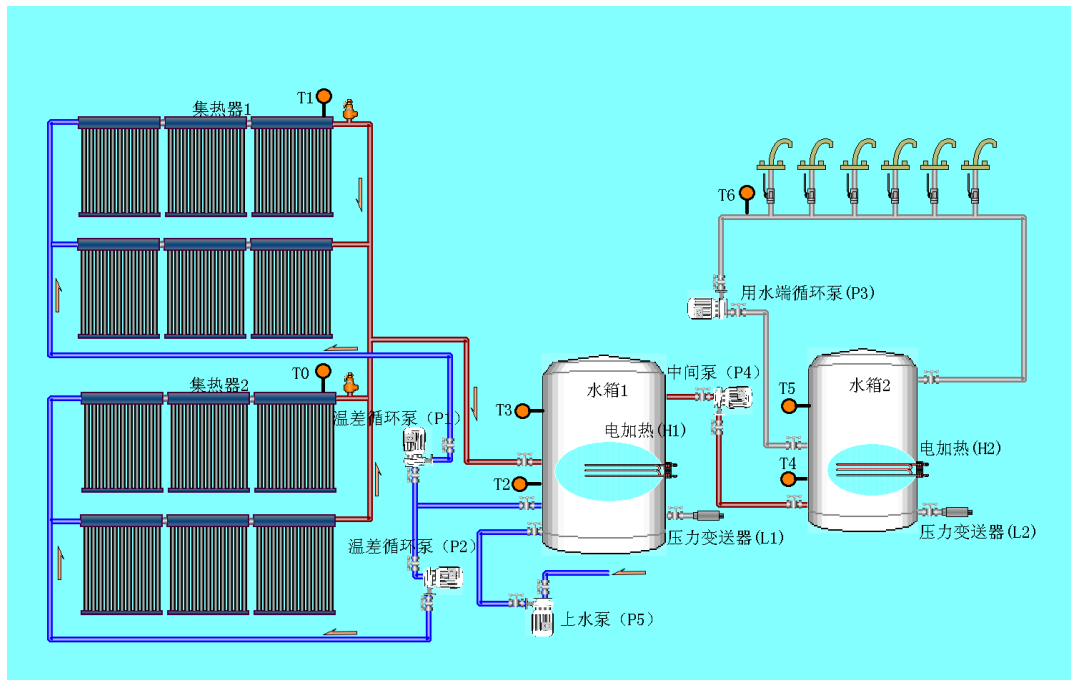 集热器1
T1
T6
用水端循环泵(P3)
集热器2
T0
温差循环泵（P1）
T3
水箱1
中间泵（P4）
T5
水箱2
电加热(H1)
电加热(H2)
T2
T4
压力变送器(L1)
压力变送器(L2)
温差循环泵（P2）
上水泵（P5）